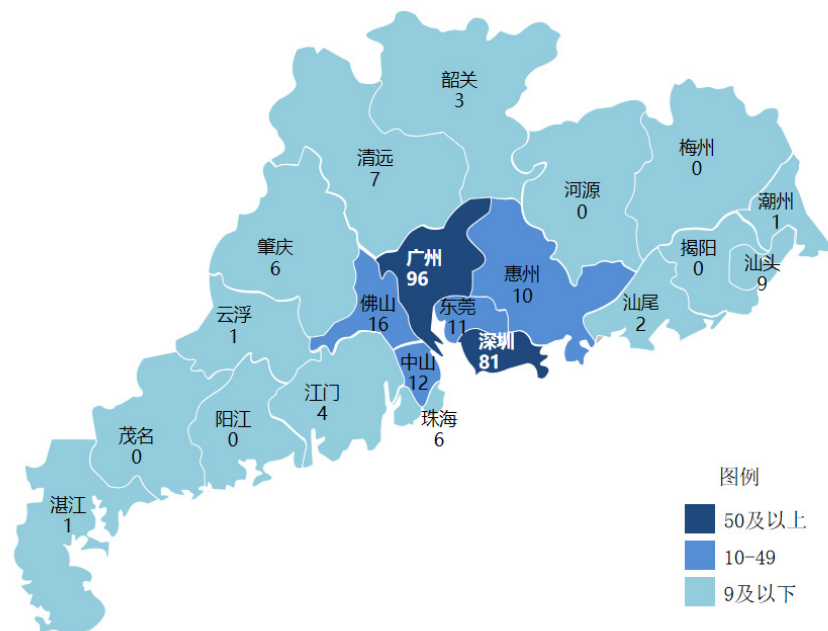 韶关
3
梅州
0
清远
7
河源
0
潮州
1
肇庆
6
广州
96
惠州
10
揭阳
0
汕头
9
佛山
16
东莞
11
汕尾
2
云浮
1
深圳
81
中山
12
江门
4
珠海
6
阳江
0
茂名
0
湛江
1
图例
50及以上
10-49
9及以下